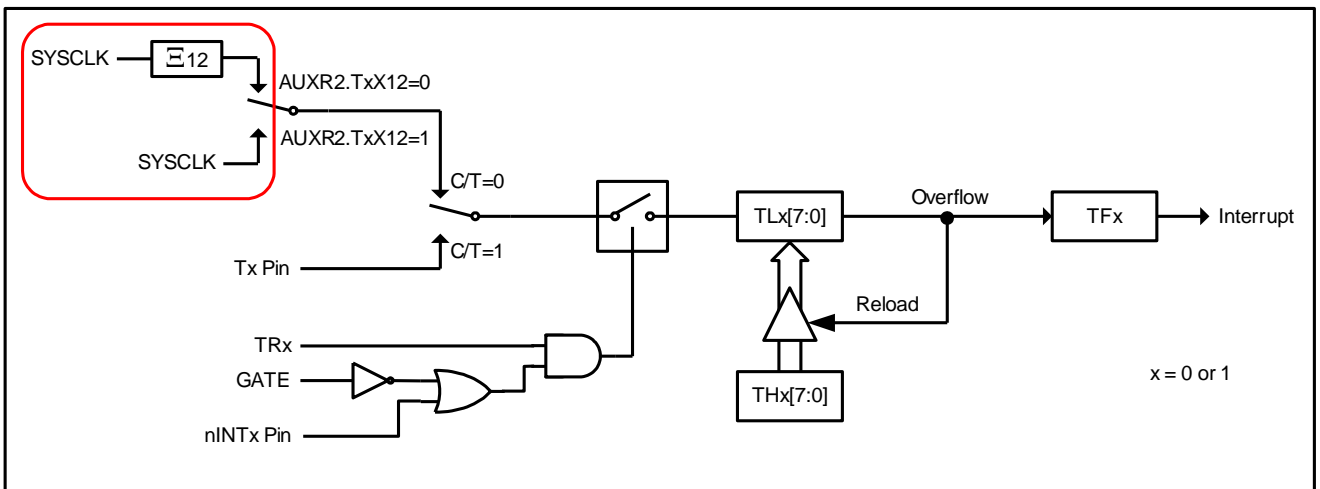 SYSCLK
Ξ12
AUXR2.TxX12=0
AUXR2.TxX12=1
SYSCLK
C/T=0
C/T=1
Tx Pin
TLx[7:0]
Overflow
TFx
Interrupt
Reload
TRx
GATE
nINTx Pin
THx[7:0]
x = 0 or 1